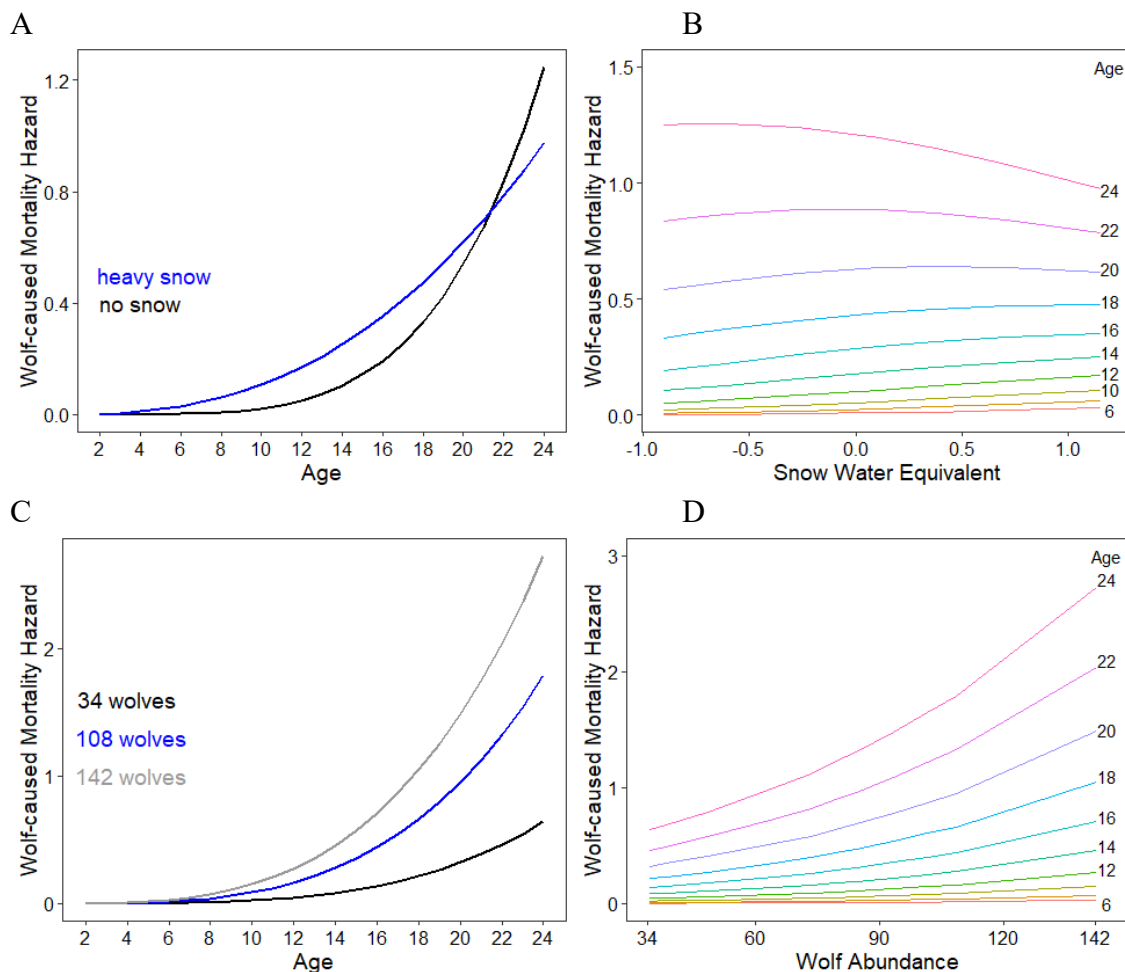 A
Wolf-caused Mortality Hazard
1.2
0.8
0.4
0.0
heavy snow
no snow
2 4 6 8 10 12 14 16 18 20 22 24
Age
B
Wolf-caused Mortality Hazard
1.5
1.0
0.5
0.0
Age
24
22
20
18
16
14
12
10
6
-1.0 -0.5 0.0 0.5 1.0
Snow Water Equivalent
C
Wolf-caused Mortality Hazard
2
1
0
34 wolves
108 wolves
142 wolves
2 4 6 8 10 12 14 16 18 20 22 24
Age
D
Wolf-caused Mortality Hazard
3
2
1
0
Age
24
22
20
18
16
14
12
6
34 60 90 120 142
Wolf Abundance